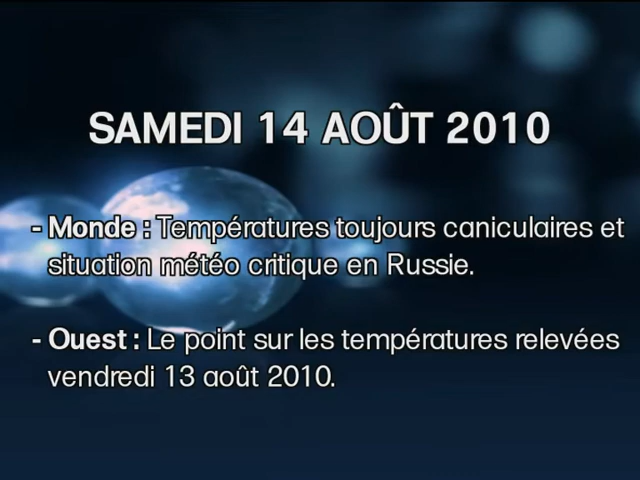 SAMEDI 14 AOÛT 2010
- Monde : Températures toujours caniculaires et
situation météo critique en Russie.
- Ouest : Le point sur les températures relevées
vendredi 13 août 2010.